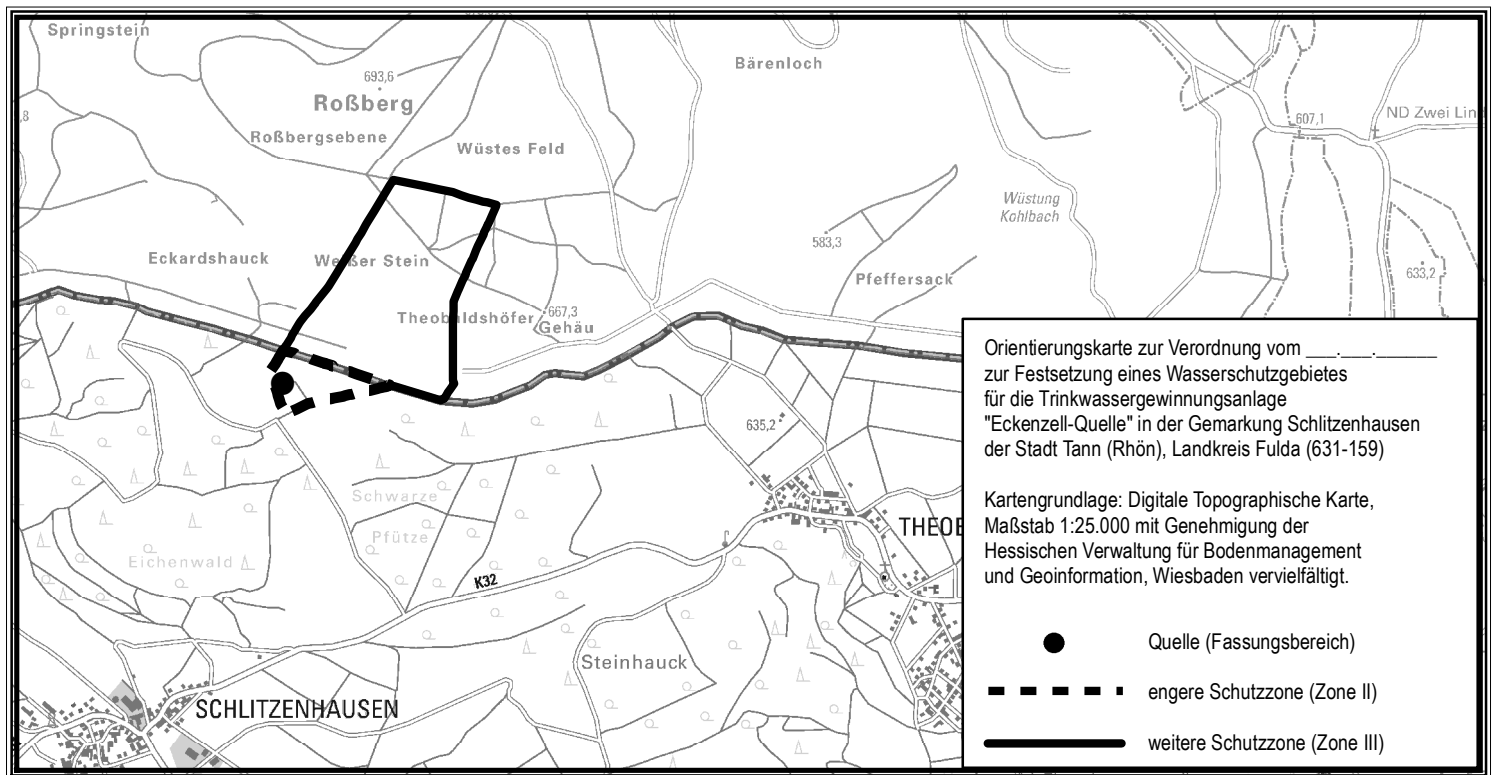 Springstein
693,6
Bärenloch
Roßberg
,8
607,1
ND Zwei Lind
Roßbergsebene
Wüstes Feld
Wüstung
Kohlbach
583,3
Eckardshauck
Weißer Stein
Pfeffersack
633,2
Theobaldshöfer
667,3
Gehäu
Orientierungskarte zur Verordnung vom ___.___.______
zur Festsetzung eines Wasserschutzgebietes
für die Trinkwassergewinnungsanlage
"Eckenzell-Quelle" in der Gemarkung Schlitzenhausen
der Stadt Tann (Rhön), Landkreis Fulda (631-159)
Kartengrundlage: Digitale Topographische Karte,
Maßstab 1:25.000 mit Genehmigung der
Hessischen Verwaltung für Bodenmanagement
und Geoinformation, Wiesbaden vervielfältigt.
Quelle (Fassungsbereich)
engere Schutzzone (Zone II)
weitere Schutzzone (Zone III)
635,2
Schwarze
Pfütze
THEOB
Eichenwald
K32
Steinhauck
SCHLITZENHAUSEN